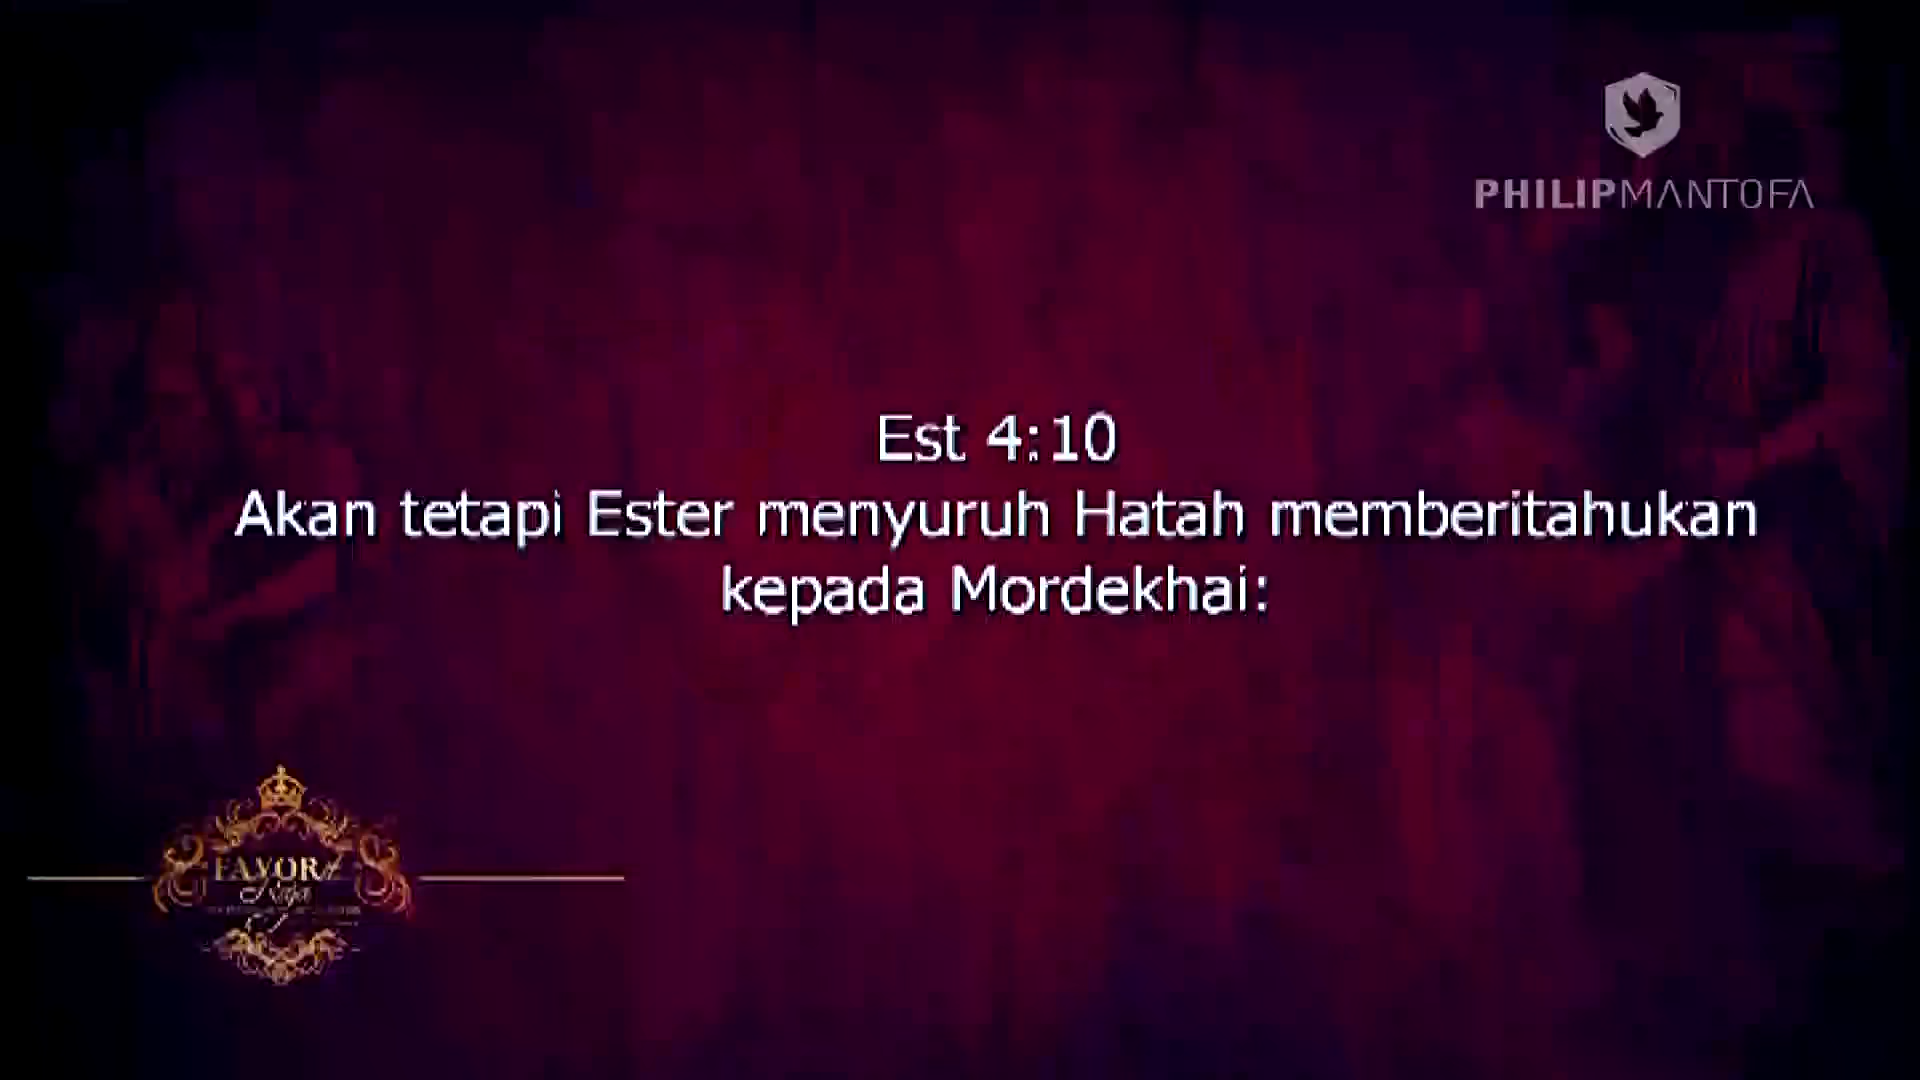 PHILIPMANTOFA
Est 4:10
Akan tetapi Ester menyuruh Hatah memberitahukan
kepada Mordekhai:
FAVOR